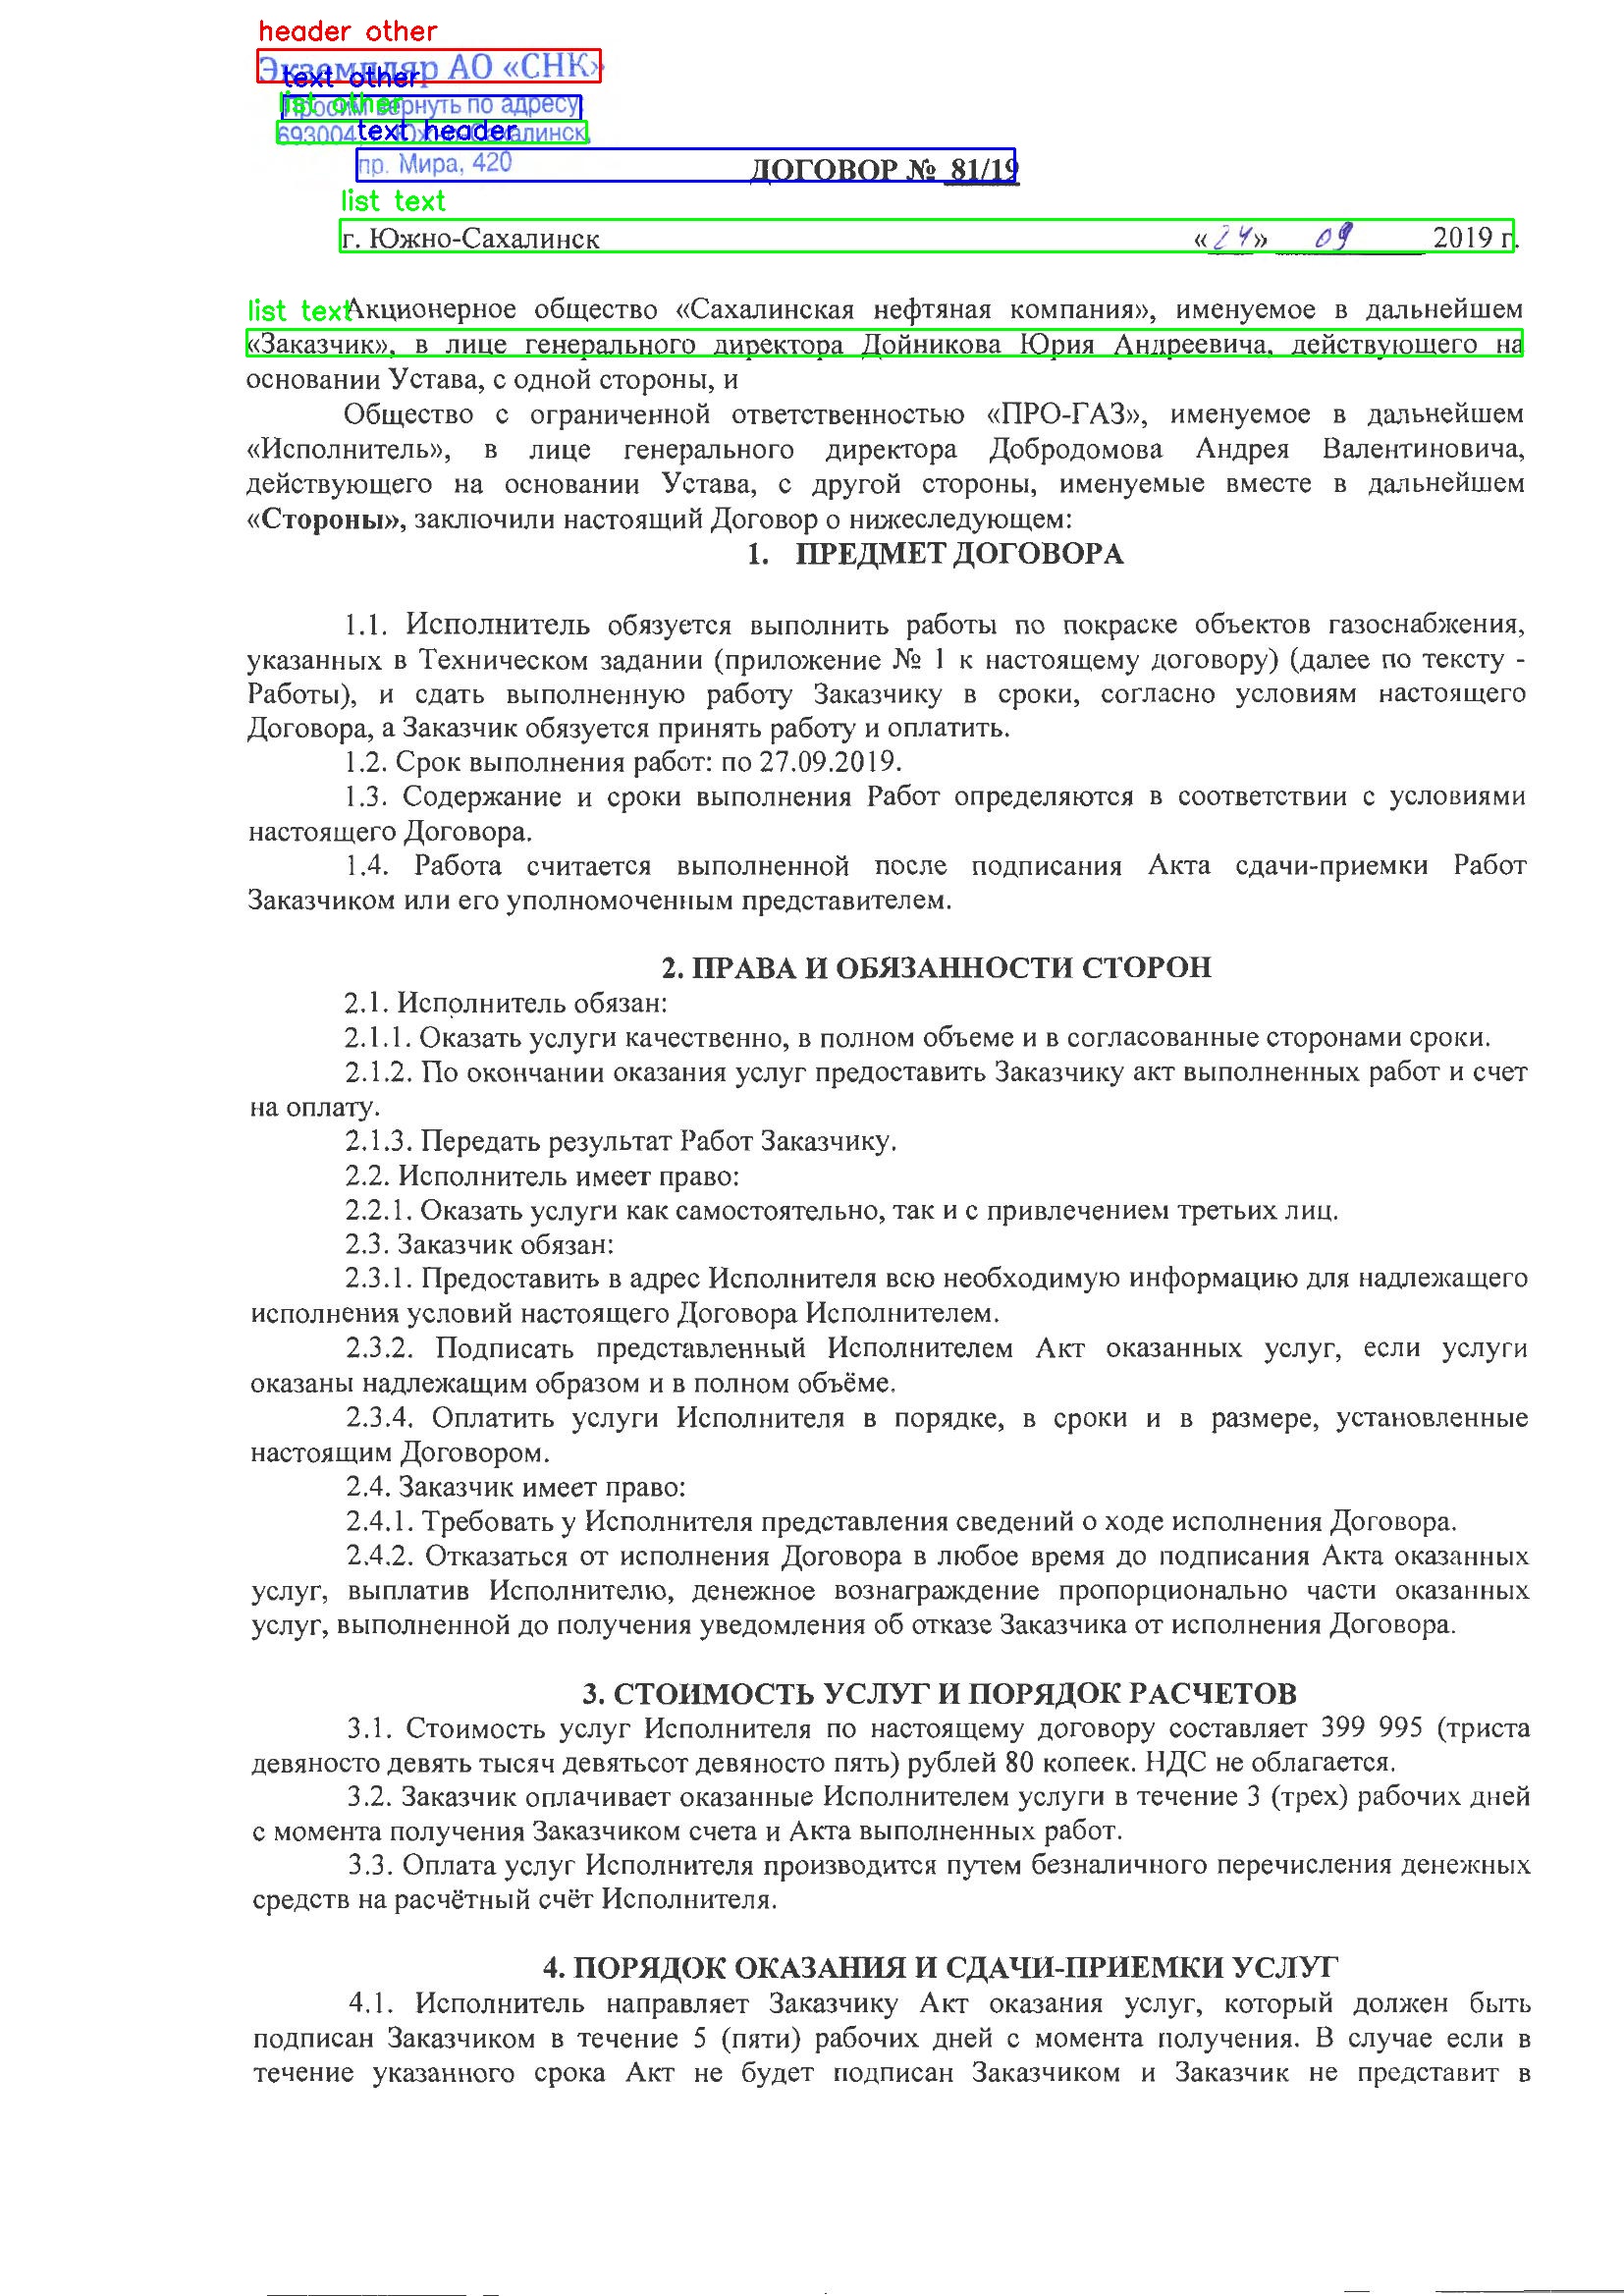 header other
Экземпляр АО «СНК»
text other
Просим вернуть по адресу
list other
693004, г. Южно-Сахалинск,
text header
пр. Мира, 420
ДОГОВОР № 81/19
list text
г. Южно-Сахалинск «24» 09 2019 г.
list text
Акционерное общество «Сахалинская нефтяная компания», именуемое в дальнейшем
«Заказчик», в лице генерального директора Дойникова Юрия Андреевича, действующего на
основании Устава, с одной стороны, и
Общество с ограниченной ответственностью «ПРО-ГАЗ», именуемое в дальнейшем
«Исполнитель», в лице генерального директора Добродомова Андрея Валентиновича,
действующего на основании Устава, с другой стороны, именуемые вместе в дальнейшем
«Стороны», заключили настоящий Договор о нижеследующем:
1. ПРЕДМЕТ ДОГОВОРА
1.1. Исполнитель обязуется выполнить работы по покраске объектов газоснабжения,
указанных в Техническом задании (приложение № 1 к настоящему договору) (далее по тексту -
Работы), и сдать выполненную работу Заказчику в сроки, согласно условиям настоящего
Договора, а Заказчик обязуется принять работу и оплатить.
1.2. Срок выполнения работ: по 27.09.2019.
1.3. Содержание и сроки выполнения Работ определяются в соответствии с условиями
настоящего Договора.
1.4. Работа считается выполненной после подписания Акта сдачи-приемки Работ
Заказчиком или его уполномоченным представителем.
2. ПРАВА И ОБЯЗАННОСТИ СТОРОН
2.1. Исполнитель обязан:
2.1.1. Оказать услуги качественно, в полном объеме и в согласованные сторонами сроки.
2.1.2. По окончании оказания услуг предоставить Заказчику акт выполненных работ и счет
на оплату.
2.1.3. Передать результат Работ Заказчику.
2.2. Исполнитель имеет право:
2.2.1. Оказать услуги как самостоятельно, так и с привлечением третьих лиц.
2.3. Заказчик обязан:
2.3.1. Предоставить в адрес Исполнителя всю необходимую информацию для надлежащего
исполнения условий настоящего Договора Исполнителем.
2.3.2. Подписать представленный Исполнителем Акт оказанных услуг, если услуги
оказаны надлежащим образом и в полном объёме.
2.3.4. Оплатить услуги Исполнителя в порядке, в сроки и в размере, установленные
настоящим Договором.
2.4. Заказчик имеет право:
2.4.1. Требовать у Исполнителя представления сведений о ходе исполнения Договора.
2.4.2. Отказаться от исполнения Договора в любое время до подписания Акта оказанных
услуг, выплатив Исполнителю, денежное вознаграждение пропорционально части оказанных
услуг, выполненной до получения уведомления об отказе Заказчика от исполнения Договора.
3. СТОИМОСТЬ УСЛУГ И ПОРЯДОК РАСЧЕТОВ
3.1. Стоимость услуг Исполнителя по настоящему договору составляет 399 995 (триста
девяносто девять тысяч девятьсот девяносто пять) рублей 80 копеек. НДС не облагается.
3.2. Заказчик оплачивает оказанные Исполнителем услуги в течение 3 (трех) рабочих дней
с момента получения Заказчиком счета и Акта выполненных работ.
3.3. Оплата услуг Исполнителя производится путем безналичного перечисления денежных
средств на расчётный счёт Исполнителя.
4. ПОРЯДОК ОКАЗАНИЯ И СДАЧИ-ПРИЕМКИ УСЛУГ
4.1. Исполнитель направляет Заказчику Акт оказания услуг, который должен быть
подписан Заказчиком в течение 5 (пяти) рабочих дней с момента получения. В случае если в
течение указанного срока Акт не будет подписан Заказчиком и Заказчик не представит в